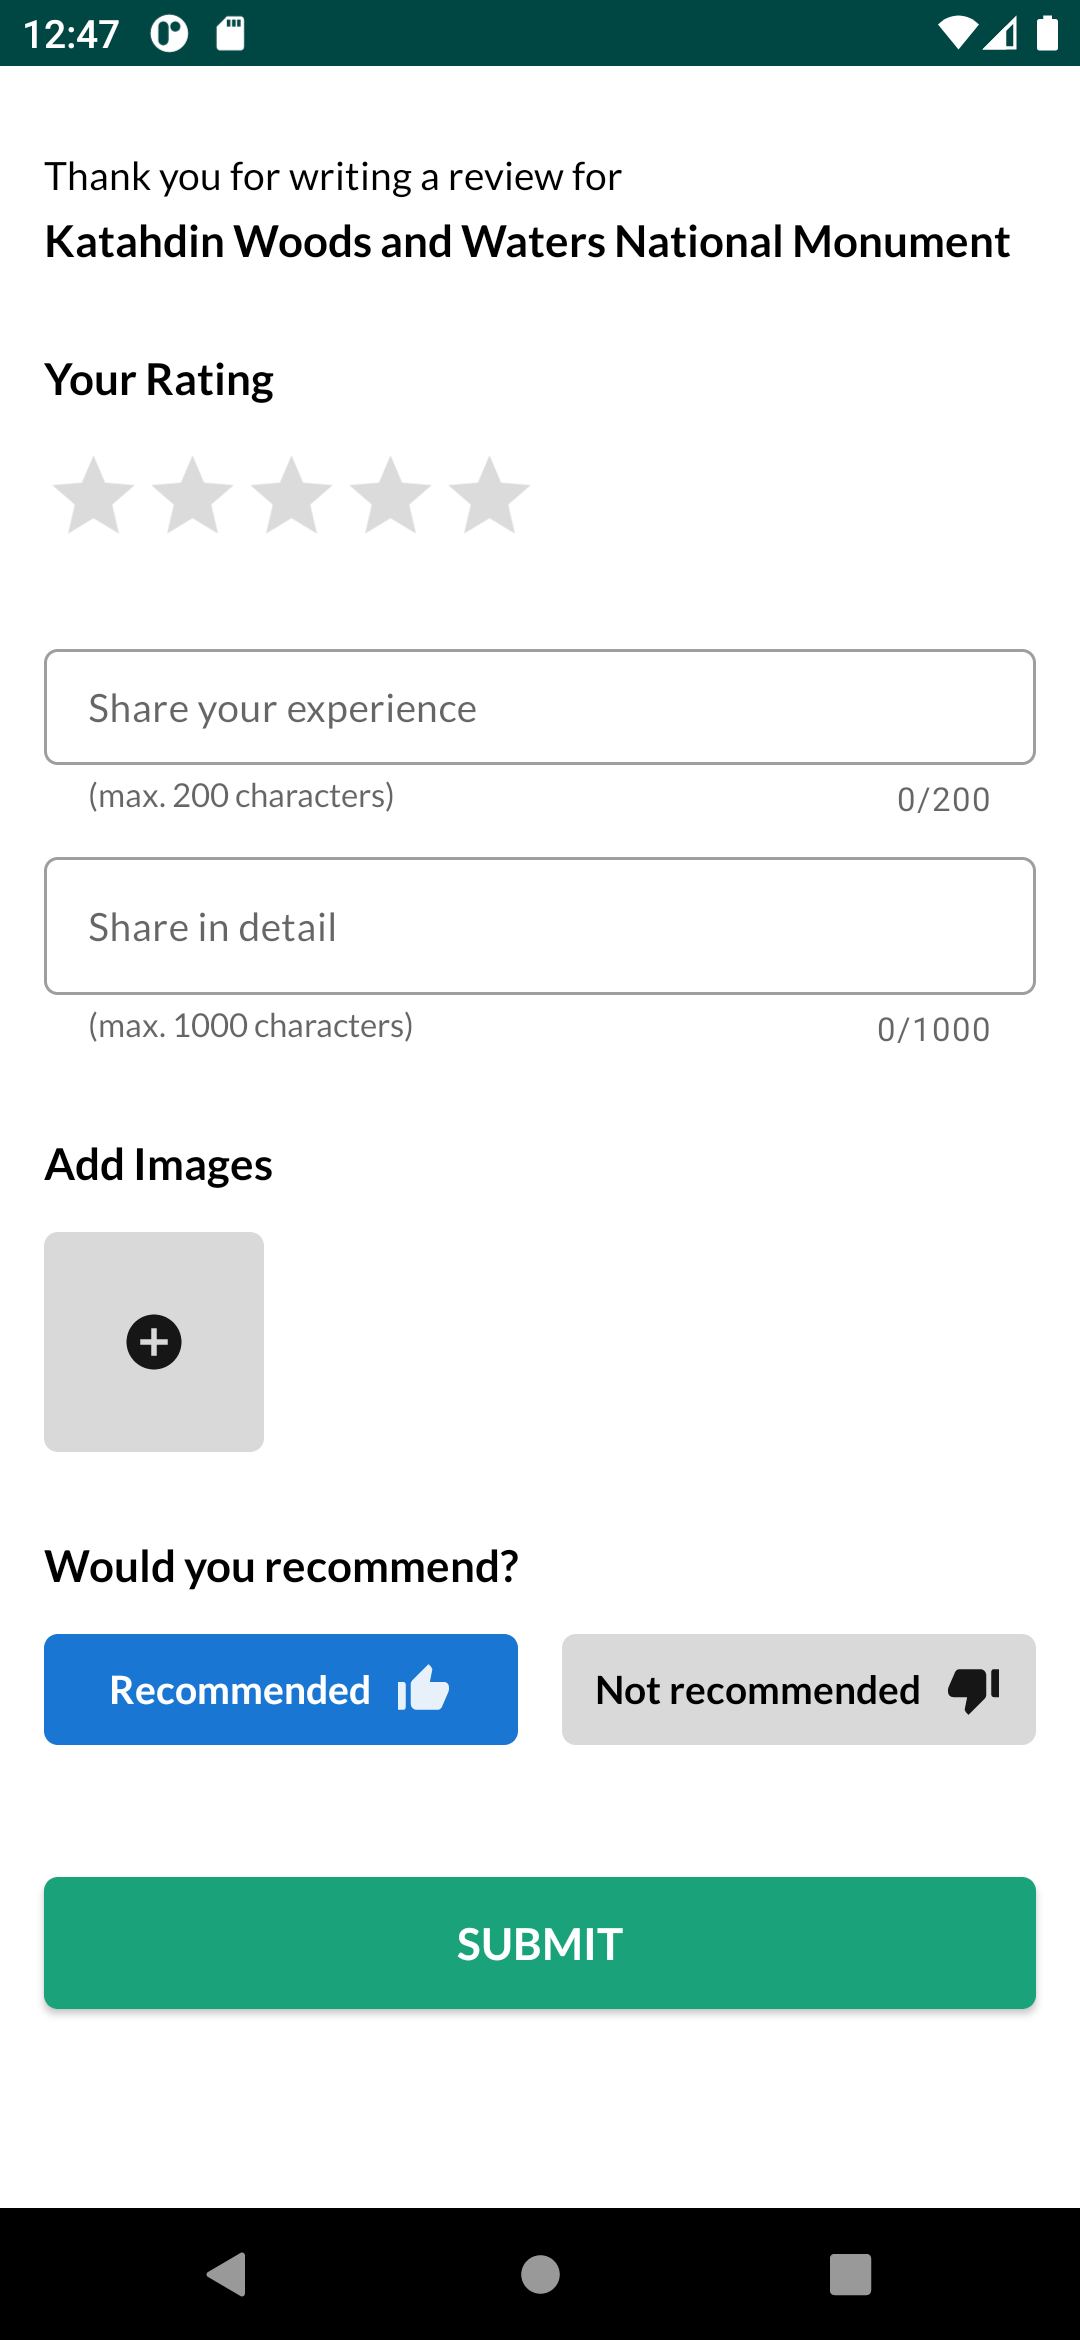 12:47
Thank you for writing a review for
Katahdin Woods and Waters National Monument
Your Rating
Share your experience
(max. 200 characters) 0/200
Share in detail
(max. 1000 characters) 0/1000
Add Images
Would you recommend?
Recommended Not recommended
SUBMIT